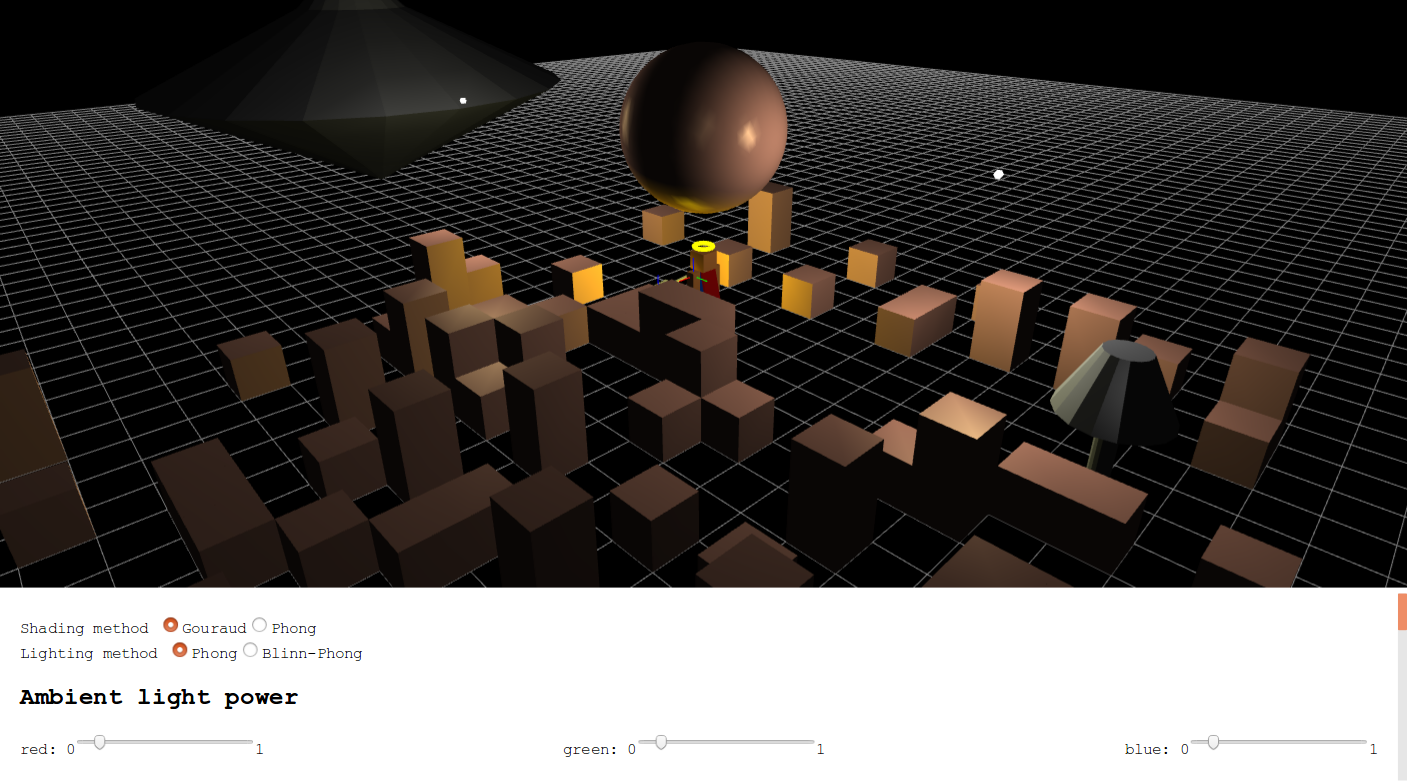 Shading method Gouraud Phong
Lighting method Phong Blinn-Phong
Ambient light power
red: 0 1 green: 0 1 blue: 0 1